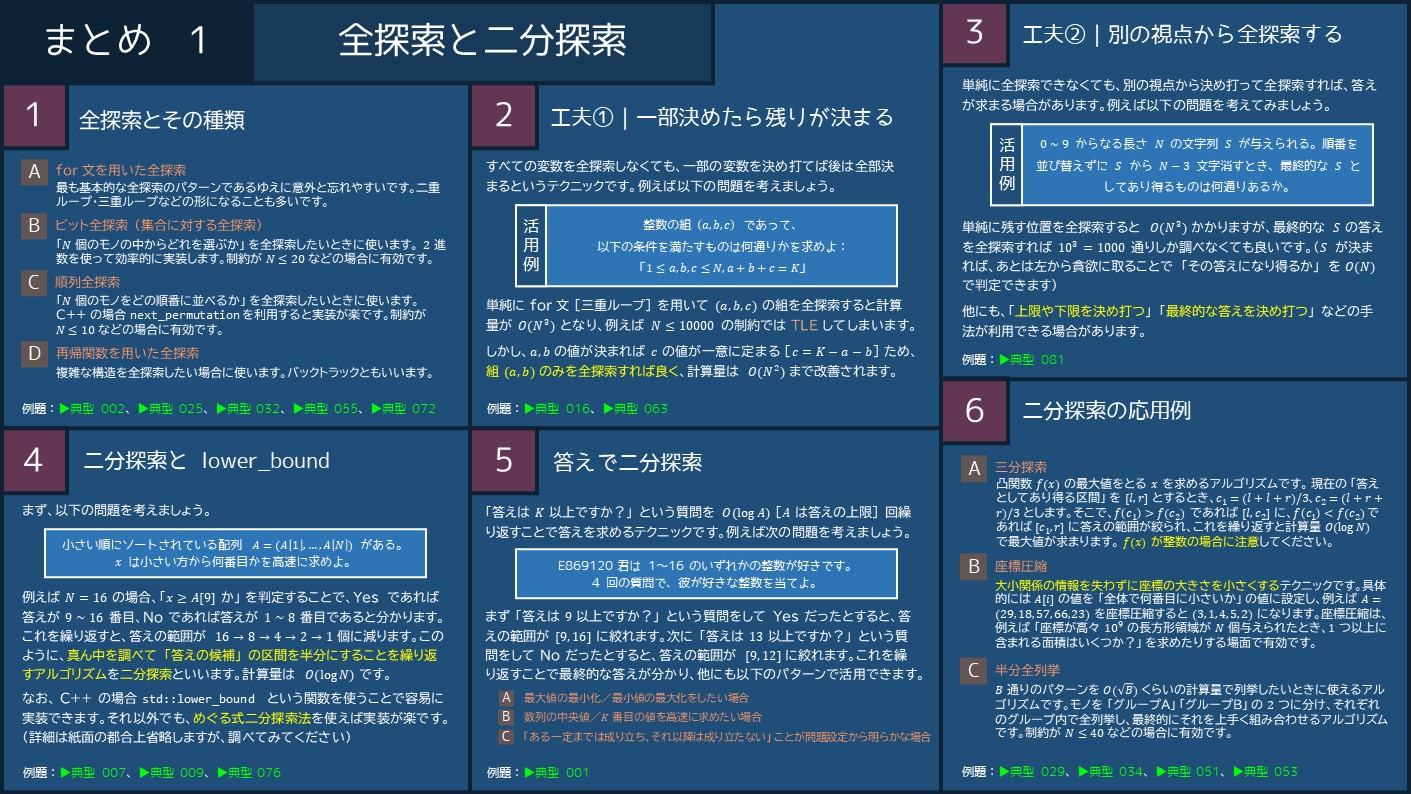 まとめ 1
全探索と二分探索
1
全探索とその種類
A
for 文を用いた全探索
最も基本的な全探索のパターンであるゆえに意外と忘れやすいです。二重
ループ・三重ループなどの形になることも多いです。
B
ビット全探索（集合に対する全探索）
「N 個のモノの中からどれを選ぶか」を全探索したいときに使います。2 進
数を使って効率的に実装します。制約が N ≤ 20 などの場合に有効です。
C
順列全探索
「N 個のモノをどの順番に並べるか」を全探索したいときに使います。
C++ の場合 next_permutation を利用すると実装が楽です。制約が
N ≤ 10 などの場合に有効です。
D
再帰関数を用いた全探索
複雑な構造を全探索したい場合に使います。バックトラックともいいます。
例題：▶典型 002、▶典型 025、▶典型 032、▶典型 055、▶典型 072
2
工夫①｜一部決めたら残りが決まる
すべての変数を全探索しなくても、一部の変数を決め打てば後は全部決
まるというテクニックです。例えば以下の問題を考えましょう。
活用例
整数の組 (a, b, c) であって、
以下の条件を満たすものは何通りかを求めよ：
「1 ≤ a, b, c ≤ N, a + b + c = K」
単純に for 文［三重ループ］を用いて (a, b, c) の組を全探索すると計算
量が O(N³) となり、例えば N ≤ 10000 の制約では TLE してしまいます。
しかし、a, b の値が決まれば c の値が一意に定まる［c = K − a − b］ため、
組 (a, b) のみを全探索すれば良く、計算量は O(N²) まで改善されます。
例題：▶典型 016、▶典型 063
3
工夫②｜別の視点から全探索する
単純に全探索できなくても、別の視点から決め打って全探索すれば、答え
が求まる場合があります。例えば以下の問題を考えてみましょう。
活用例
0 ~ 9 からなる長さ N の文字列 S が与えられる。順番を
並び替えずに S から N − 3 文字消すとき、最終的な S と
してあり得るものは何通りあるか。
単純に残す位置を全探索すると O(N³) かかりますが、最終的な S の答え
を全探索すれば 10³ = 1000 通りしか調べなくても良いです。（S が決ま
れば、あとは左から貪欲に取ることで 「その答えになり得るか」 を O(N)
で判定できます）
他にも、「上限や下限を決め打つ」「最終的な答えを決め打つ」 などの手
法が利用できる場合があります。
例題：▶典型 081
4
二分探索と lower_bound
まず、以下の問題を考えましょう。
小さい順にソートされている配列 A = (A[1], …, A[N]) がある。
x は小さい方から何番目かを高速に求めよ。
例えば N = 16 の場合、「x ≥ A[9] か」を判定することで、Yes であれば
答えが 9 ~ 16 番目、No であれば答えが 1 ~ 8 番目であると分かります。
これを繰り返すと、答えの範囲が 16 → 8 → 4 → 2 → 1 個に減ります。この
ように、真ん中を調べて 「答えの候補」 の区間を半分にすることを繰り返
すアルゴリズムを二分探索といいます。計算量は O(log N) です。
なお、C++ の場合 std::lower_bound という関数を使うことで容易に
実装できます。それ以外でも、めぐる式二分探索法を使えば実装が楽です。
（詳細は紙面の都合上省略しますが、調べてみてください）
例題：▶典型 007、▶典型 009、▶典型 076
5
答えで二分探索
「答えは K 以上ですか？」という質問を O(log A)［A は答えの上限］回繰
り返すことで答えを求めるテクニックです。例えば次の問題を考えましょう。
E869120 君は 1～16 のいずれかの整数が好きです。
4 回の質問で、彼が好きな整数を当てよ。
まず 「答えは 9 以上ですか？」 という質問をして Yes だったとすると、答
えの範囲が [9,16] に絞れます。次に 「答えは 13 以上ですか？」 という質
問をして No だったとすると、答えの範囲が [9,12] に絞れます。これを繰
り返すことで最終的な答えが分かり、他にも以下のパターンで活用できます。
A 最大値の最小化／最小値の最大化をしたい場合
B 数列の中央値／K 番目の値を高速に求めたい場合
C 「ある一定までは成り立ち、それ以降は成り立たない」ことが問題設定から明らかな場合
例題：▶典型 001
6
二分探索の応用例
A
三分探索
凸関数 f(x) の最大値をとる x を求めるアルゴリズムです。現在の「答え
としてあり得る区間」を [l, r] とするとき、c₁ = (l + l + r)/3、c₂ = (l + r +
r)/3 とします。そこで、f(c₁) > f(c₂) であれば [l, c₂] に、f(c₁) < f(c₂) で
あれば [c₁, r] に答えの範囲が絞られ、これを繰り返すと計算量 O(log N)
で最大値が求まります。f(x) が整数の場合に注意してください。
B
座標圧縮
大小関係の情報を失わずに座標の大きさを小さくするテクニックです。具体
的には A[i] の値を「全体で何番目に小さいか」の値に設定し、例えば A =
(29,18,57,66,23) を座標圧縮すると (3,1,4,5,2) になります。座標圧縮は、
例えば「座標が高々 10⁹ の長方形領域が N 個与えられたとき、1 つ以上に
含まれる面積はいくつか？」を求めたりする場面で有効です。
C
半分全列挙
B 通りのパターンを O(√B) くらいの計算量で列挙したいときに使えるアル
ゴリズムです。モノを「グループA」「グループB」の 2 つに分け、それぞれ
のグループ内で全列挙し、最終的にそれを上手く組み合わせるアルゴリズム
です。制約が N ≤ 40 などの場合に有効です。
例題：▶典型 029、▶典型 034、▶典型 051、▶典型 053